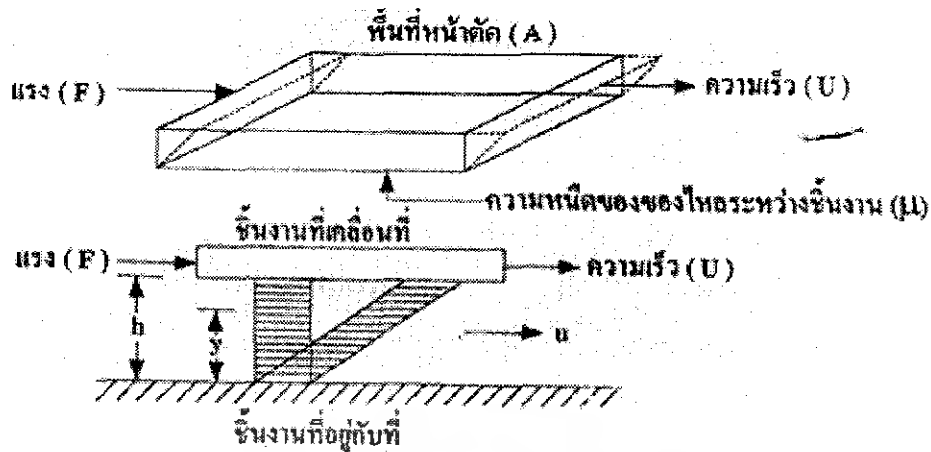 พื้นที่หน้าตัด (A)
แรง (F)
ความเร็ว (U)
ความหนืดของของไหลระหว่างชิ้นงาน (μ)
ชิ้นงานที่เคลื่อนที่
แรง (F)
ความเร็ว (U)
h
y
u
ชิ้นงานที่อยู่กับที่